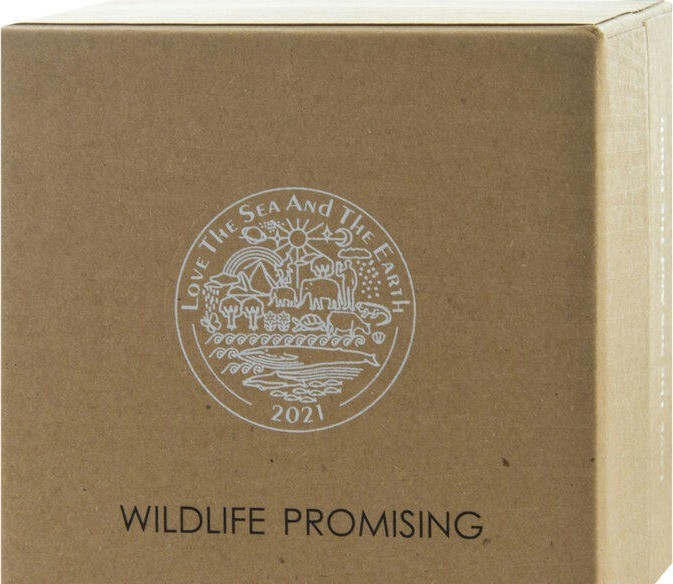 Love The Sea And The Earth
2021
WILDLIFE PROMISING